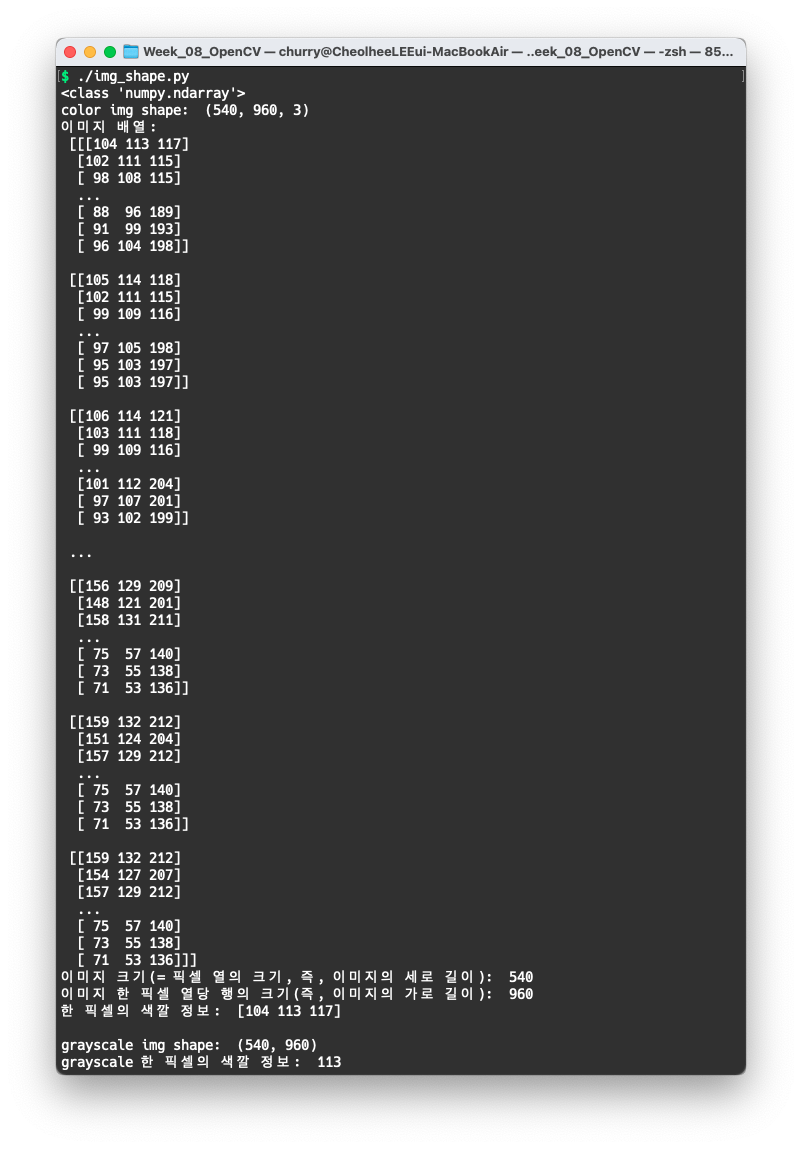 Week_08_OpenCV — churry@CheolheeLEEui-MacBookAir — ..eek_08_OpenCV — -zsh — 85...
$ ./img_shape.py
<class 'numpy.ndarray'>
color img shape:  (540, 960, 3)
이미지 배열:
 [[[104 113 117]
  [102 111 115]
  [ 98 108 115]
  ...
  [ 88  96 189]
  [ 91  99 193]
  [ 96 104 198]]

 [[105 114 118]
  [102 111 115]
  [ 99 109 116]
  ...
  [ 97 105 198]
  [ 95 103 197]
  [ 95 103 197]]

 [[106 114 121]
  [103 111 118]
  [ 99 109 116]
  ...
  [101 112 204]
  [ 97 107 201]
  [ 93 102 199]]

 ...

 [[156 129 209]
  [148 121 201]
  [158 131 211]
  ...
  [ 75  57 140]
  [ 73  55 138]
  [ 71  53 136]]

 [[159 132 212]
  [151 124 204]
  [157 129 212]
  ...
  [ 75  57 140]
  [ 73  55 138]
  [ 71  53 136]]

 [[159 132 212]
  [154 127 207]
  [157 129 212]
  ...
  [ 75  57 140]
  [ 73  55 138]
  [ 71  53 136]]]
이미지 크기(= 픽셀 열의 크기, 즉, 이미지의 세로 길이):  540
이미지 한 픽셀 열당 행의 크기(즉, 이미지의 가로 길이):  960
한 픽셀의 색깔 정보:  [104 113 117]

grayscale img shape:  (540, 960)
grayscale 한 픽셀의 색깔 정보:  113